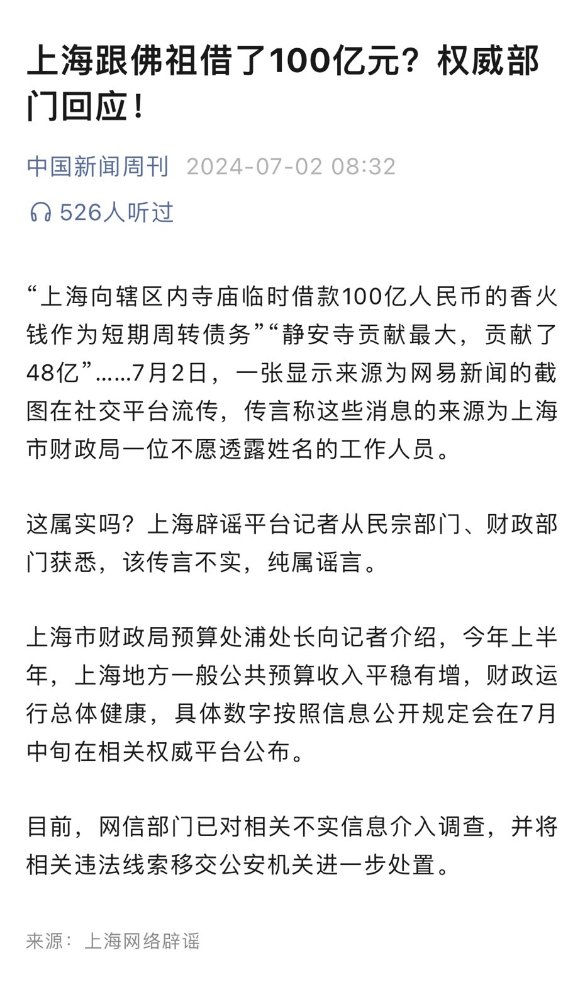 上海跟佛祖借了100亿元？权威部
门回应！
中国新闻周刊 2024-07-02 08:32
526人听过
“上海向辖区内寺庙临时借款100亿人民币的香火
钱作为短期周转债务”“静安寺贡献最大，贡献了
48亿”……7月2日，一张显示来源为网易新闻的截
图在社交平台流传，传言称这些消息的来源为上海
市财政局一位不愿透露姓名的工作人员。
这属实吗？上海辟谣平台记者从民宗部门、财政部
门获悉，该传言不实，纯属谣言。
上海市财政局预算处浦处长向记者介绍，今年上半
年，上海地方一般公共预算收入平稳有增，财政运
行总体健康，具体数字按照信息公开规定会在7月
中旬在相关权威平台公布。
目前，网信部门已对相关不实信息介入调查，并将
相关违法线索移交公安机关进一步处置。
来源：上海网络辟谣